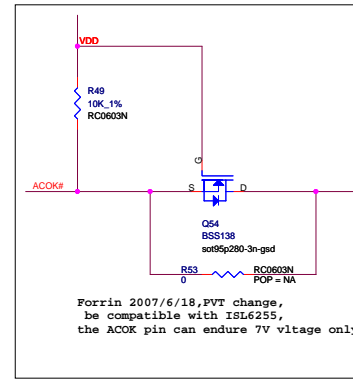 VDD
R49
10K_1%
RC0603N
G
ACOK#
S
D
Q54
BSS138
sot95p280-3n-gsd
R53
0
RC0603N
POP = NA
Forrin 2007/6/18,PVT change,
be compatible with ISL6255,
the ACOK pin can endure 7V vltage only